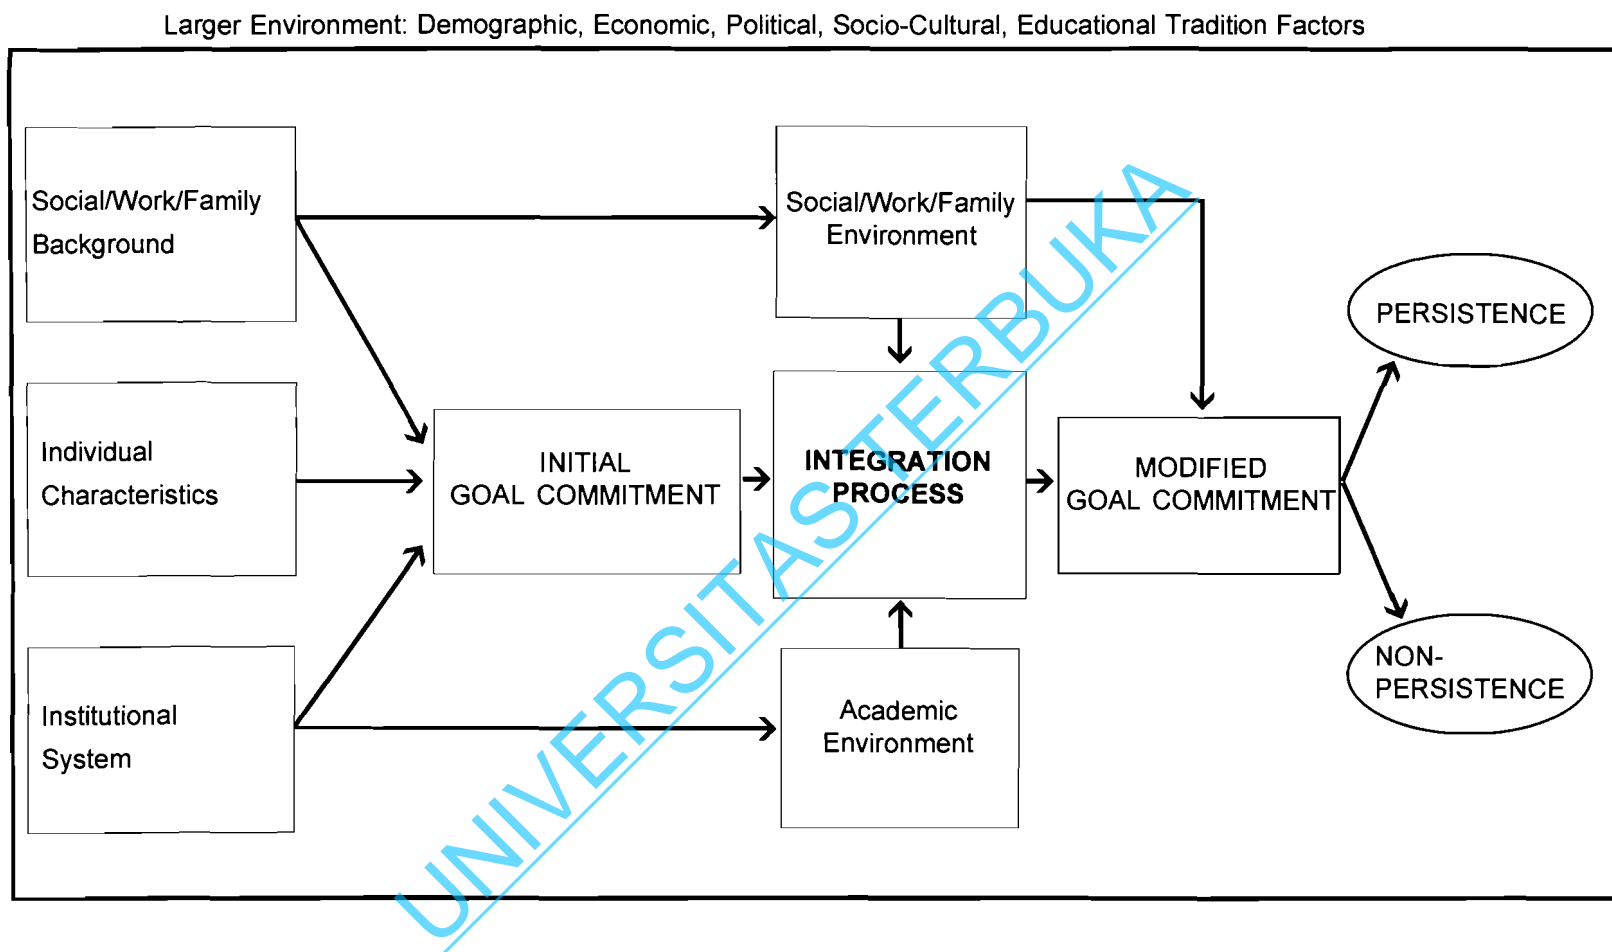 Larger Environment: Demographic, Economic, Political, Socio-Cultural, Educational Tradition Factors
Social/Work/Family
Background
Social/Work/Family
Environment
PERSISTENCE
Individual
Characteristics
INITIAL
GOAL COMMITMENT
INTEGRATION
PROCESS
MODIFIED
GOAL COMMITMENT
Institutional
System
Academic
Environment
NON-
PERSISTENCE
UNIVERSITAS TERBUKA